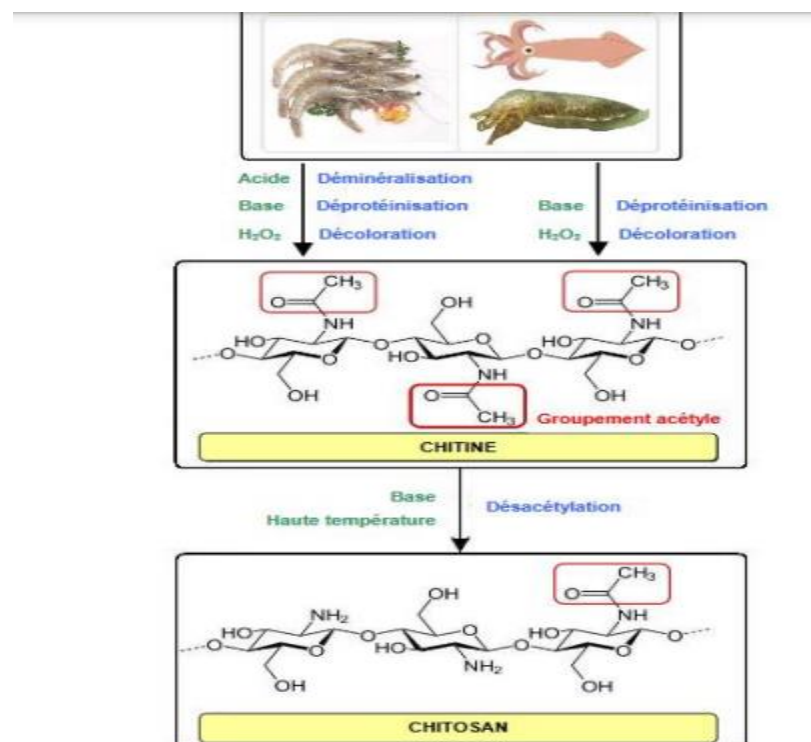 Acide Déminéralisation
Base Déprotéinisation
H₂O₂ Décoloration
Base Déprotéinisation
H₂O₂ Décoloration
CH₃
O
NH
HO
O
O
OH
OH
O
HO
NH
O
CH₃
O
CH₃
O
NH
HO
O
O
OH
Groupement acétyle
CHITINE
Base
Haute température
Désacétylation
NH₂
HO
O
O
OH
O
OH
O
HO
NH₂
O
CH₃
O
NH
HO
O
O
OH
CHITOSAN